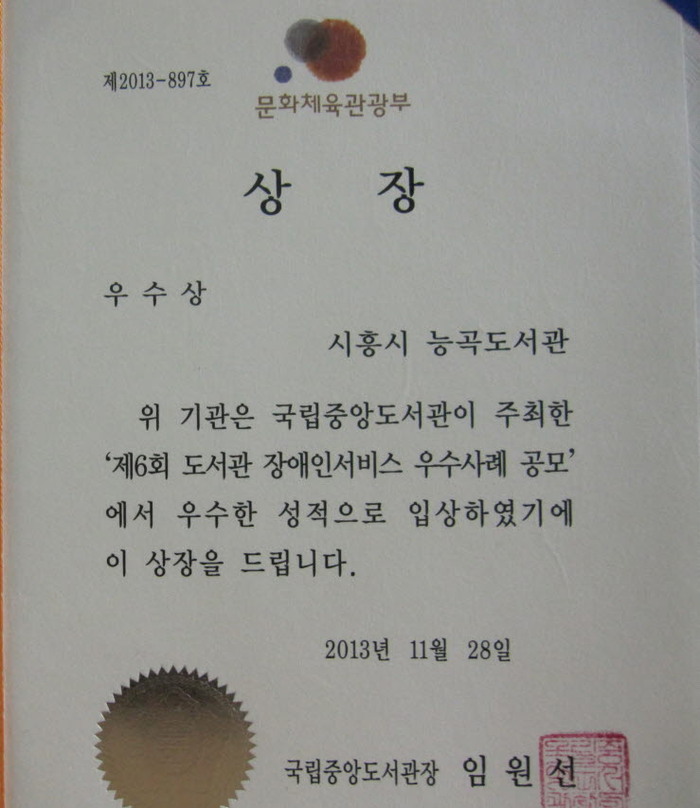 제2013-897호
문화체육관광부
상 장
우수상
시흥시 능곡도서관
위 기관은 국립중앙도서관이 주최한
‘제6회 도서관 장애인서비스 우수사례 공모’
에서 우수한 성적으로 입상하였기에
이 상장을 드립니다.
2013년 11월 28일
국립중앙도서관장 임원선